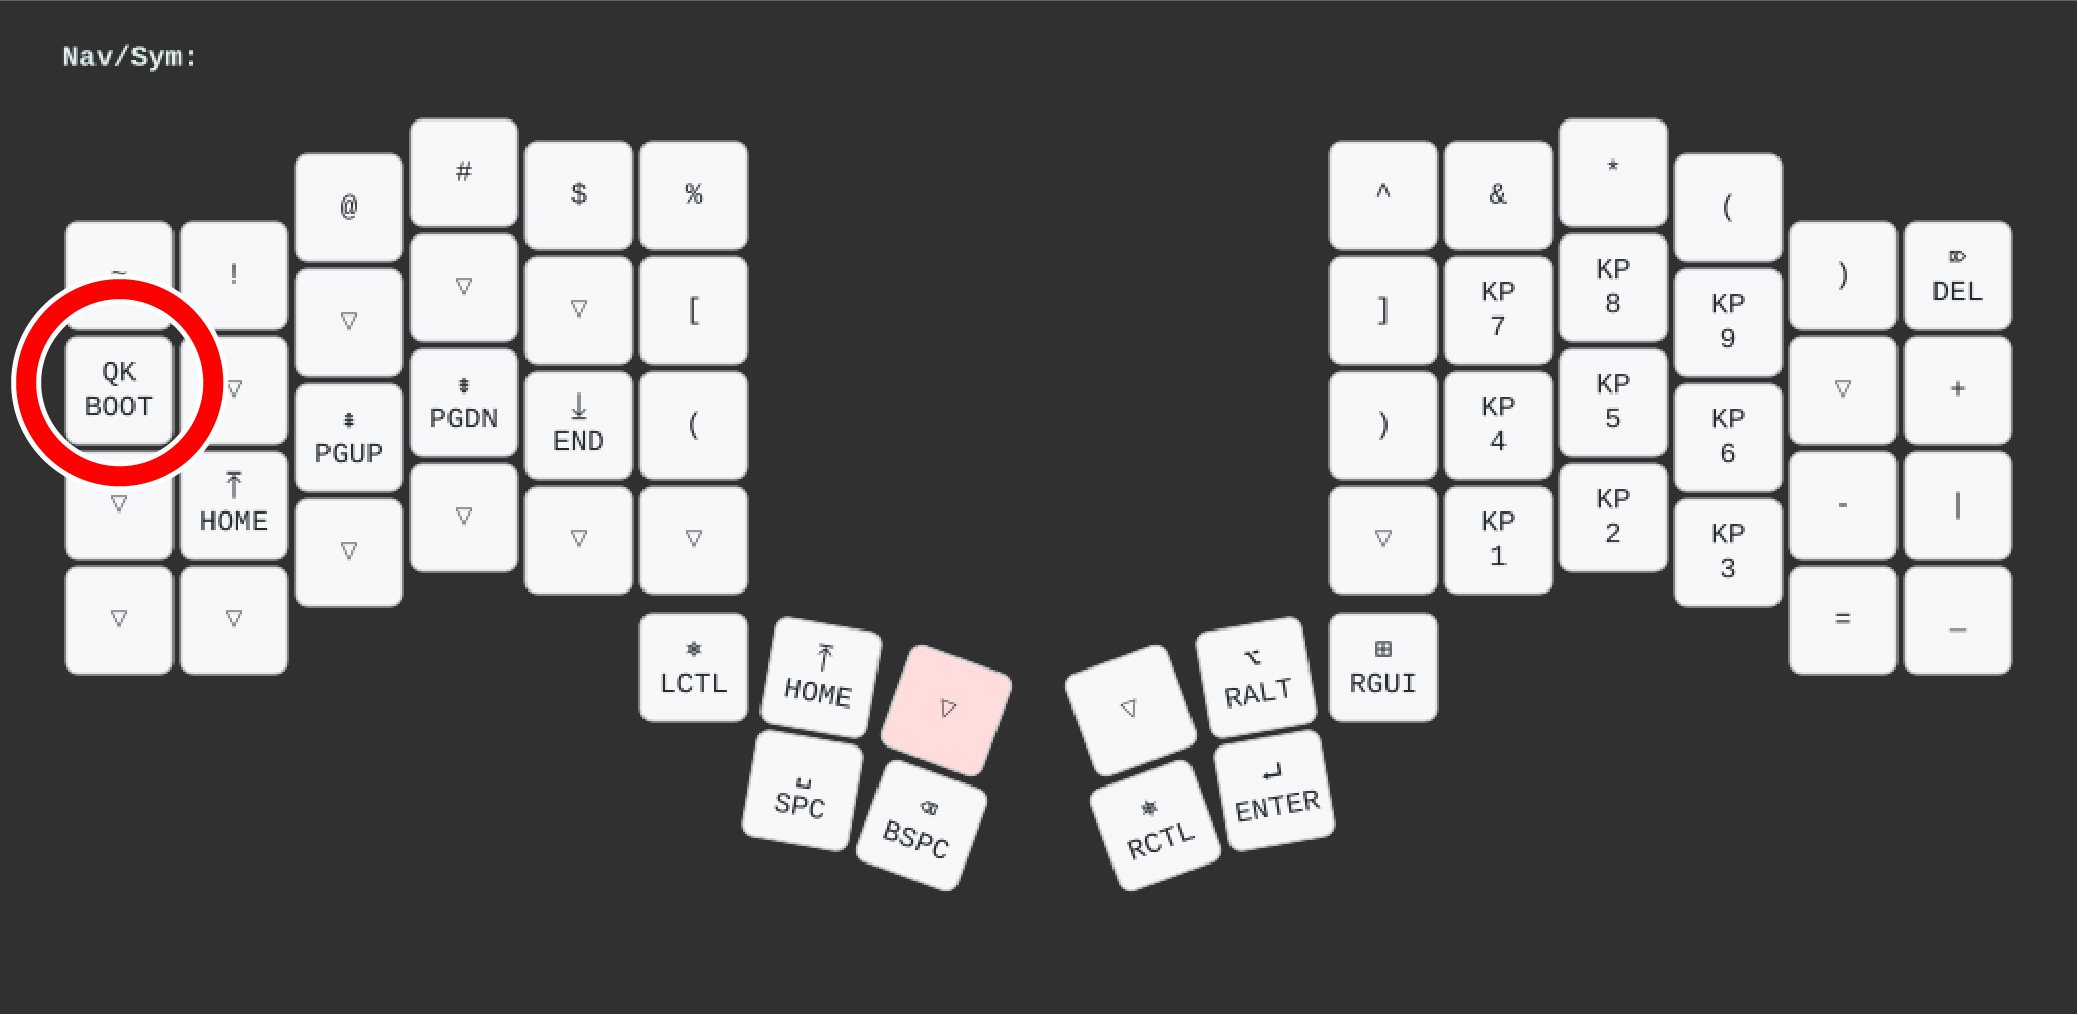 Nav/Sym:
~ ! @ # $ % ^ & * ( ) ⌦ DEL
QK BOOT ▽ ▽ ▽ ▽ [ ] KP 7 KP 8 KP 9 ▽ +
▽ ⤒ HOME ⇞ PGUP ⇟ PGDN ⤓ END ( ) KP 4 KP 5 KP 6 - |
▽ ▽ ▽ ▽ ▽ ▽ ▽ KP 1 KP 2 KP 3 = _
⎈ LCTL ⤒ HOME ▽ ▽ ⌥ RALT ⊞ RGUI
␣ SPC ⌫ BSPC ⎈ RCTL ↵ ENTER